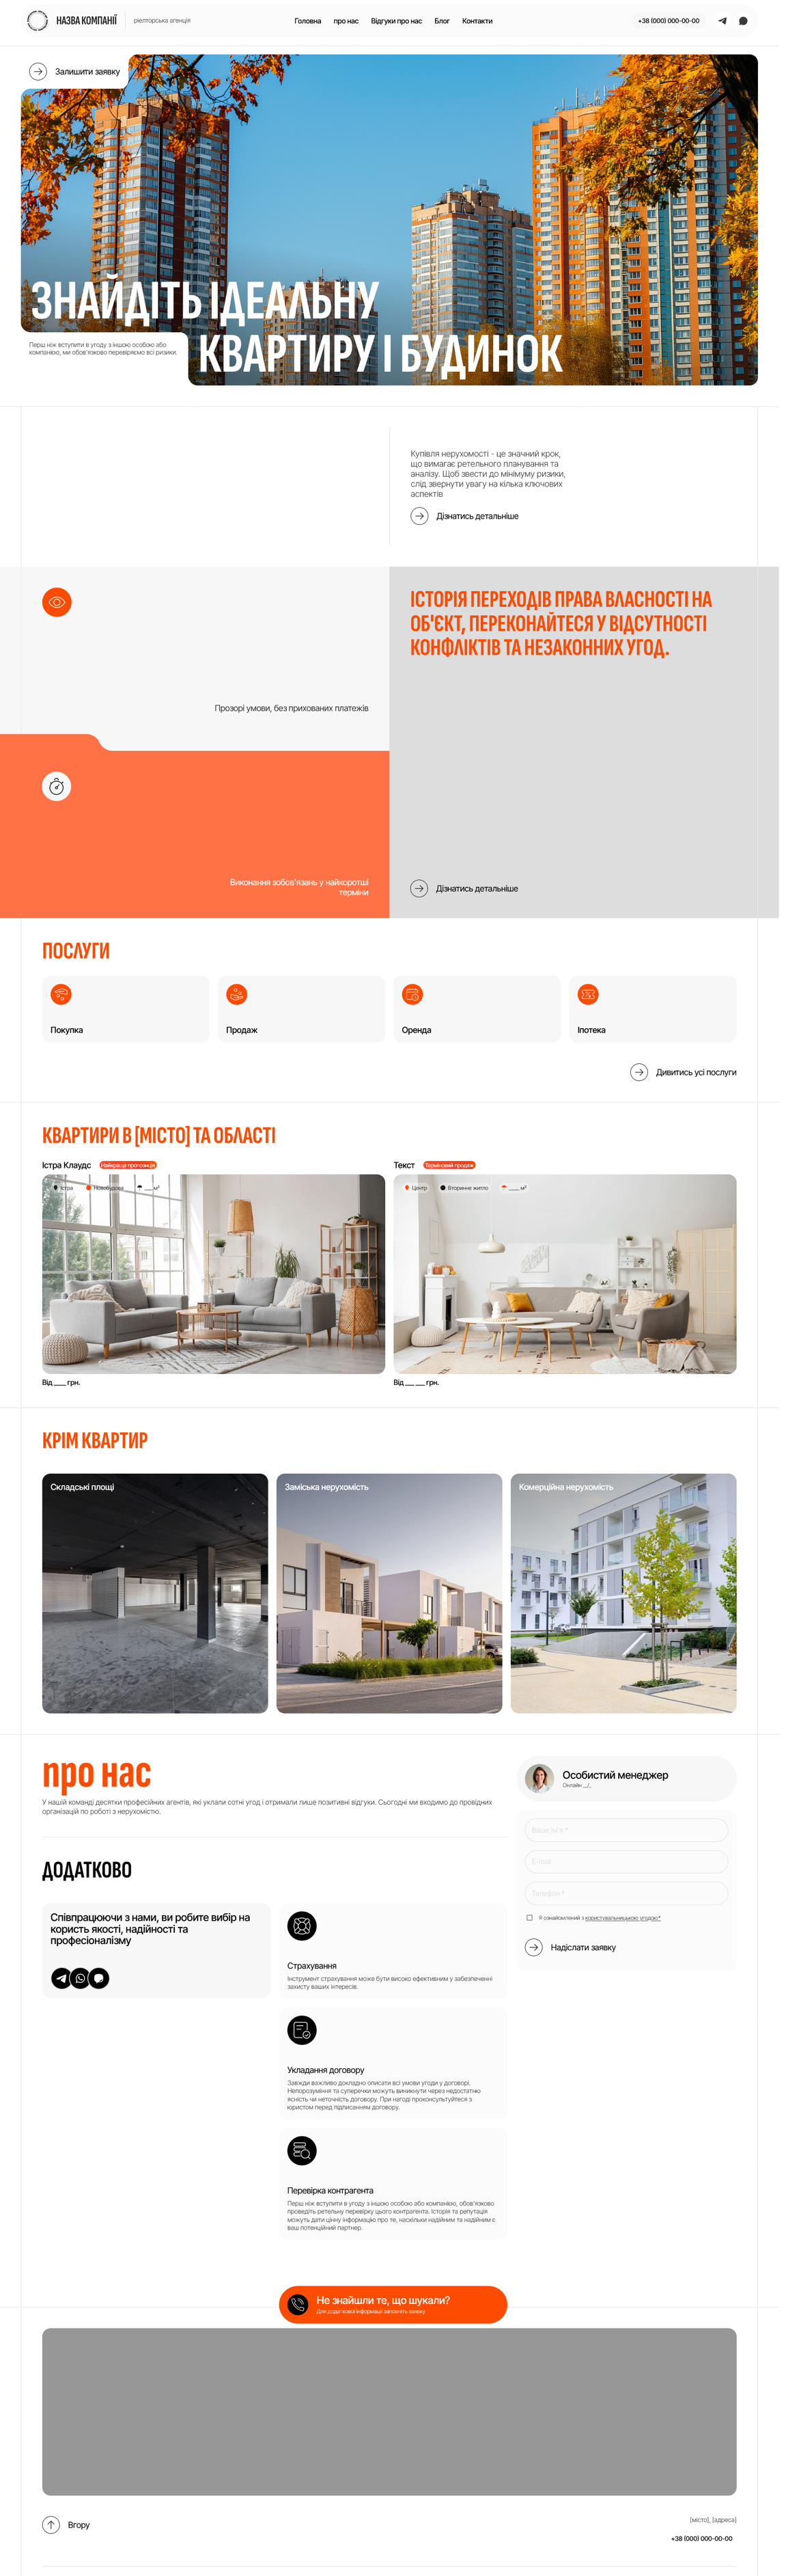 НАЗВА КОМПАНІЇ
ріелторська агенція
Головна
про нас
Відгуки про нас
Блог
Контакти
+38 (000) 000-00-00
Залишити заявку
ЗНАЙДІТЬ ІДЕАЛЬНУ
КВАРТИРУ І БУДИНОК
Перш ніж вступити в угоду з іншою особою або
компанією, ми обов'язково перевіряємо всі ризики.
Купівля нерухомості - це значний крок,
що вимагає ретельного планування та
аналізу. Щоб звести до мінімуму ризики,
слід звернути увагу на кілька ключових
аспектів
Дізнатись детальніше
Прозорі умови, без прихованих платежів
Виконання зобов'язань у найкоротші
терміни
ІСТОРІЯ ПЕРЕХОДІВ ПРАВА ВЛАСНОСТІ НА
ОБ'ЄКТ, ПЕРЕКОНАЙТЕСЯ У ВІДСУТНОСТІ
КОНФЛІКТІВ ТА НЕЗАКОННИХ УГОД.
Дізнатись детальніше
ПОСЛУГИ
Покупка
Продаж
Оренда
Іпотека
Дивитись усі послуги
КВАРТИРИ В [МІСТО] ТА ОБЛАСТІ
Істра Клаудс
Найкраща пропозиція
Істра
Новобудова
___ м²
Від ____ грн.
Текст
Терміновий продаж
Центр
Вторинне житло
____ м²
Від ___ ___ грн.
КРІМ КВАРТИР
Складські площі
Заміська нерухомість
Комерційна нерухомість
про нас
У нашій команді десятки професійних агентів, які уклали сотні угод і отримали лише позитивні відгуки. Сьогодні ми входимо до провідних
організацій по роботі з нерухомістю.
ДОДАТКОВО
Співпрацюючи з нами, ви робите вибір на
користь якості, надійності та
професіоналізму
Страхування
Інструмент страхування може бути високо ефективним у забезпеченні
захисту ваших інтересів.
Укладання договору
Завжди важливо докладно описати всі умови угоди у договорі.
Непорозуміння та суперечки можуть виникнути через недостатню
ясність чи неточність договору. При нагоді проконсультуйтеся з
юристом перед підписанням договору.
Перевірка контрагента
Перш ніж вступити в угоду з іншою особою або компанією, обов'язково
проведіть ретельну перевірку цього контрагента. Історія та репутація
можуть дати цінну інформацію про те, наскільки надійним та надійним є
ваш потенційний партнер.
Особистий менеджер
Онлайн _/_
Ваше ім'я *
E-mail
Телефон *
Я ознайомлений з користувальницькою угодою*
Надіслати заявку
Не знайшли те, що шукали?
Для додаткової інформації заповніть заявку
Вгору
[місто], [адреса]
+38 (000) 000-00-00